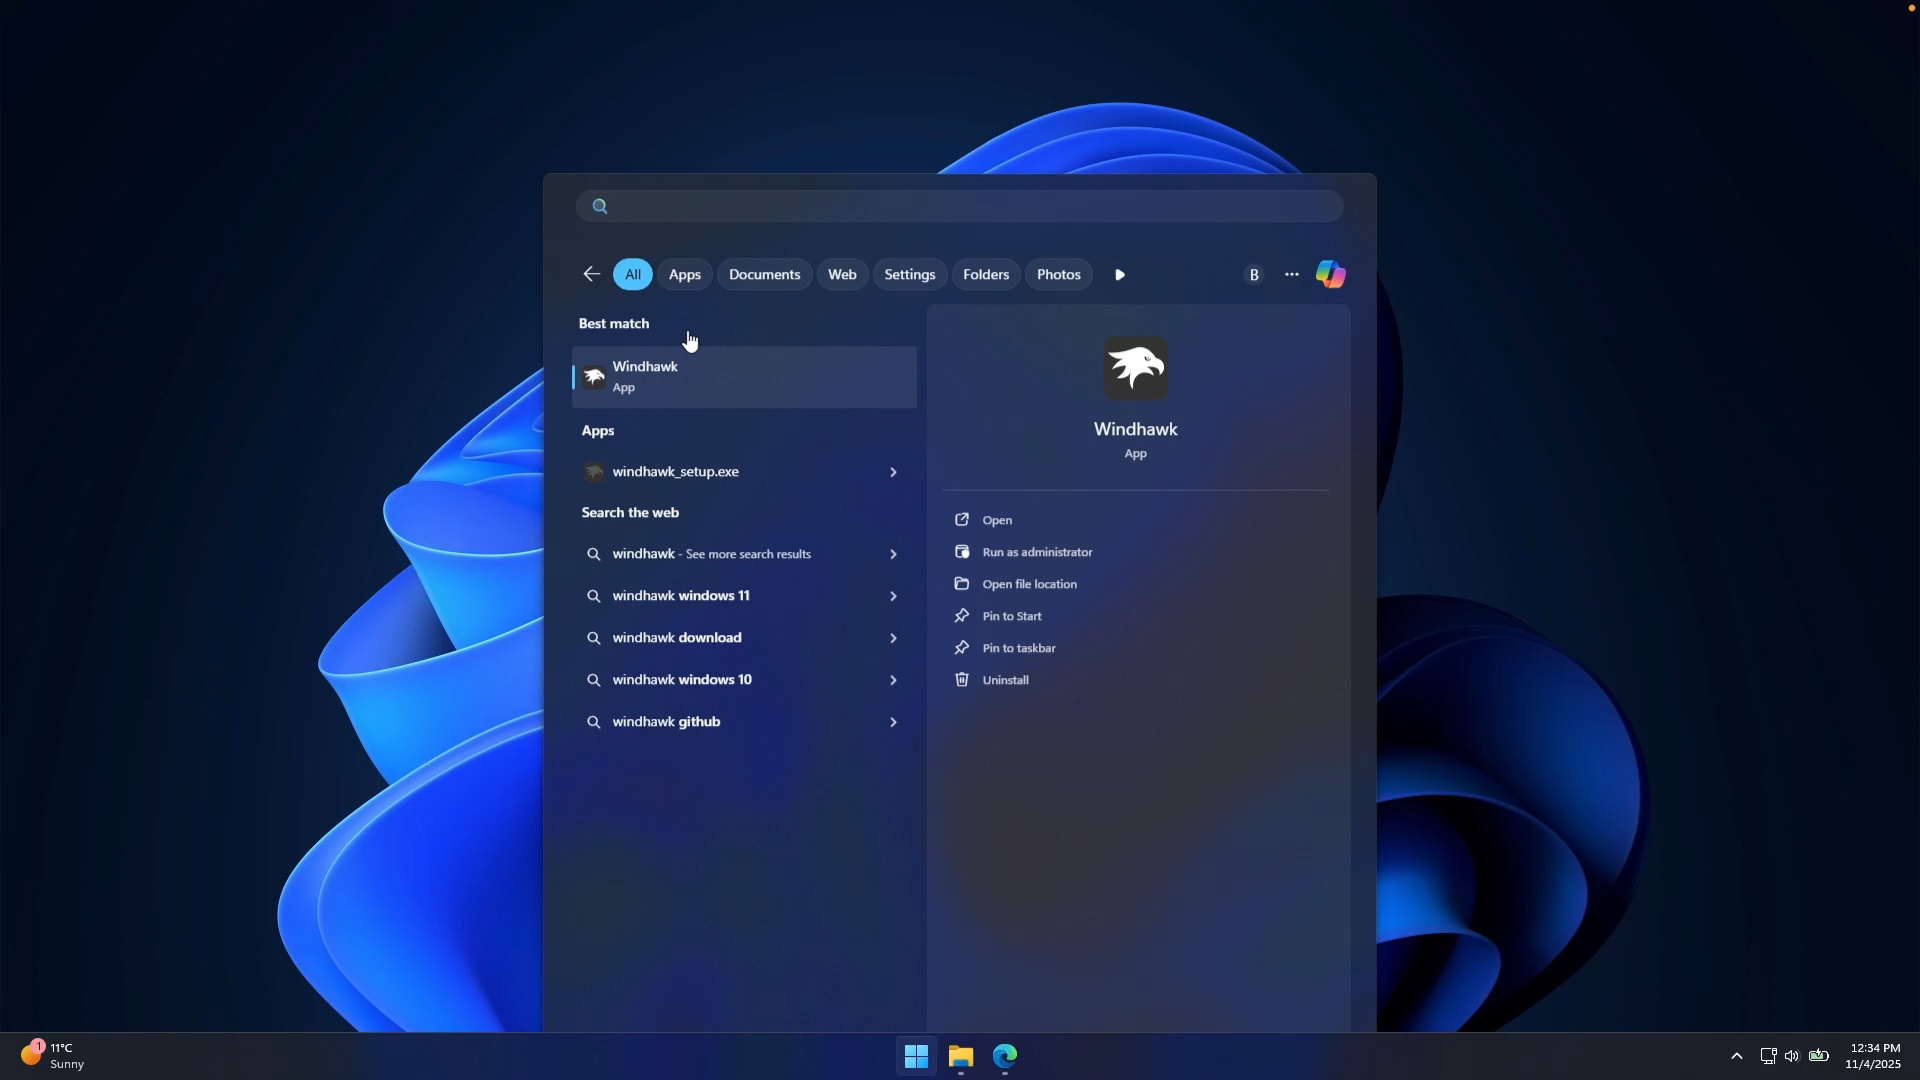 All
Apps
Documents
Web
Settings
Folders
Photos
B
Best match
Windhawk
App
Apps
windhawk_setup.exe
Search the web
windhawk - See more search results
windhawk windows 11
windhawk download
windhawk windows 10
windhawk github
Windhawk
App
Open
Run as administrator
Open file location
Pin to Start
Pin to taskbar
Uninstall
1
11°C
Sunny
12:34 PM
11/4/2025